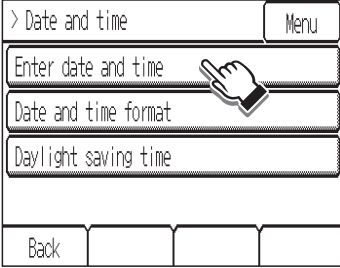 > Date and time
Menu
Enter date and time
Date and time format
Daylight saving time
Back